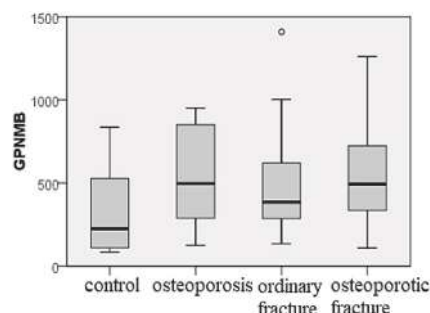 1500
1000
GPNMB
500
0
control osteoporosis ordinary osteoporotic
fracture fracture